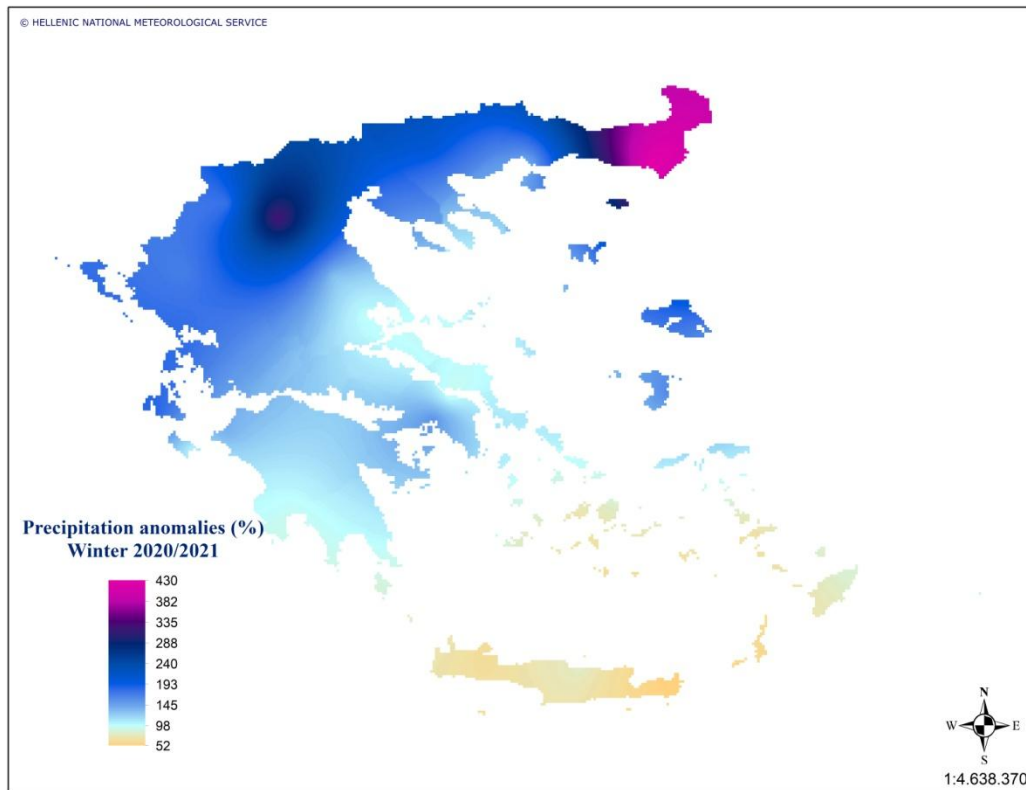 © HELLENIC NATIONAL METEOROLOGICAL SERVICE
Precipitation anomalies (%)
Winter 2020/2021
430
382
335
288
240
193
145
98
52
N
W E
S
1:4.638.370